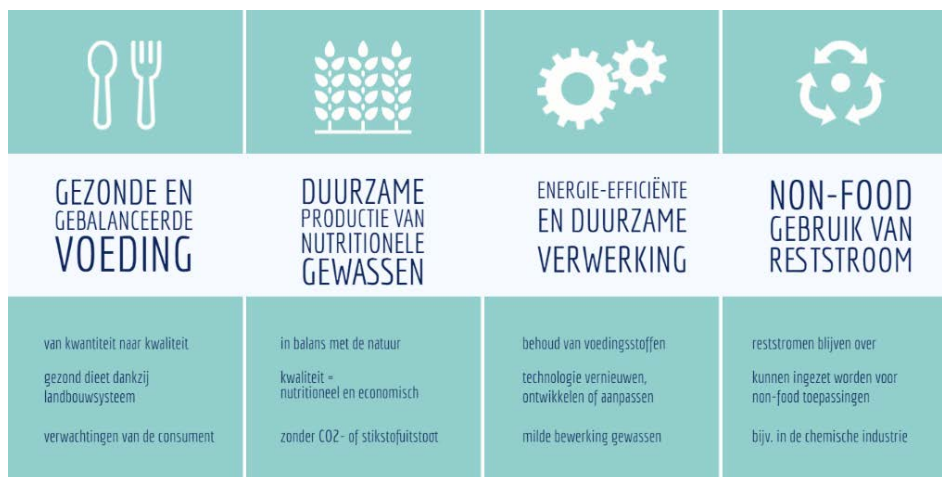 GEZONDE EN
GEBALANCEERDE
VOEDING
DUURZAME
PRODUCTIE VAN
NUTRITIONELE
GEWASSEN
ENERGIE-EFFICIËNTE
EN DUURZAME
VERWERKING
NON-FOOD
GEBRUIK VAN
RESTSTROOM
van kwantiteit naar kwaliteit
gezond dieet dankzij
landbouwsysteem
verwachtingen van de consument
in balans met de natuur
kwaliteit =
nutritioneel en economisch
zonder CO2- of stikstofuitstoot
behoud van voedingsstoffen
technologie vernieuwen,
ontwikkelen of aanpassen
milde bewerking gewassen
reststromen blijven over
kunnen ingezet worden voor
non-food toepassingen
bijv. in de chemische industrie